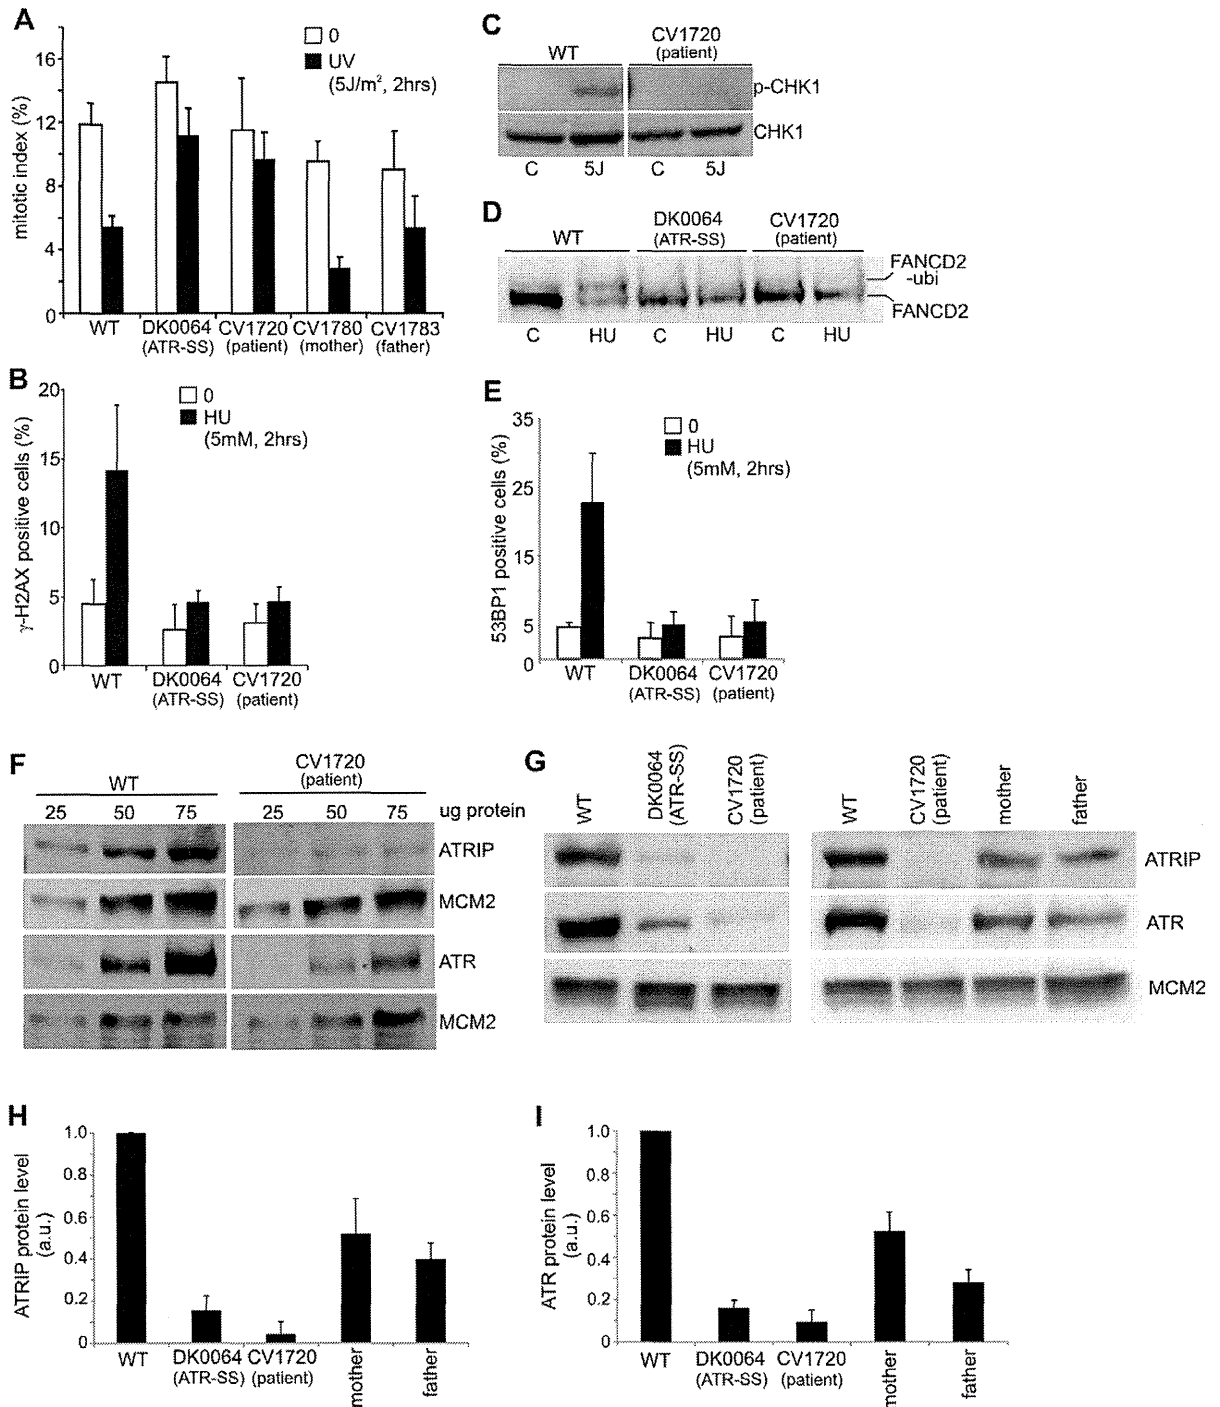 A
0
UV
(5J/m², 2hrs)
mitotic index (%)
16
12
8
4
0
WT
DK0064
(ATR-SS)
CV1720
(patient)
CV1780
(mother)
CV1783
(father)
B
0
HU
(5mM, 2hrs)
γ-H2AX positive cells (%)
20
15
10
5
0
WT
DK0064
(ATR-SS)
CV1720
(patient)
C
WT
CV1720
(patient)
p-CHK1
CHK1
C
5J
C
5J
D
WT
DK0064
(ATR-SS)
CV1720
(patient)
FANCD2
-ubi
FANCD2
C
HU
C
HU
C
HU
E
0
HU
(5mM, 2hrs)
53BP1 positive cells (%)
35
25
15
5
0
WT
DK0064
(ATR-SS)
CV1720
(patient)
F
WT
CV1720
(patient)
25 50 75 25 50 75 ug protein
ATRIP
MCM2
ATR
MCM2
G
WT
DK0064
(ATR-SS)
CV1720
(patient)
WT
CV1720
(patient)
mother
father
ATRIP
ATR
MCM2
H
ATRIP protein level
(a.u.)
1.0
0.8
0.6
0.4
0.2
0
WT
DK0064
(ATR-SS)
CV1720
(patient)
mother
father
I
ATR protein level
(a.u.)
1.0
0.8
0.6
0.4
0.2
0
WT
DK0064
(ATR-SS)
CV1720
(patient)
mother
father